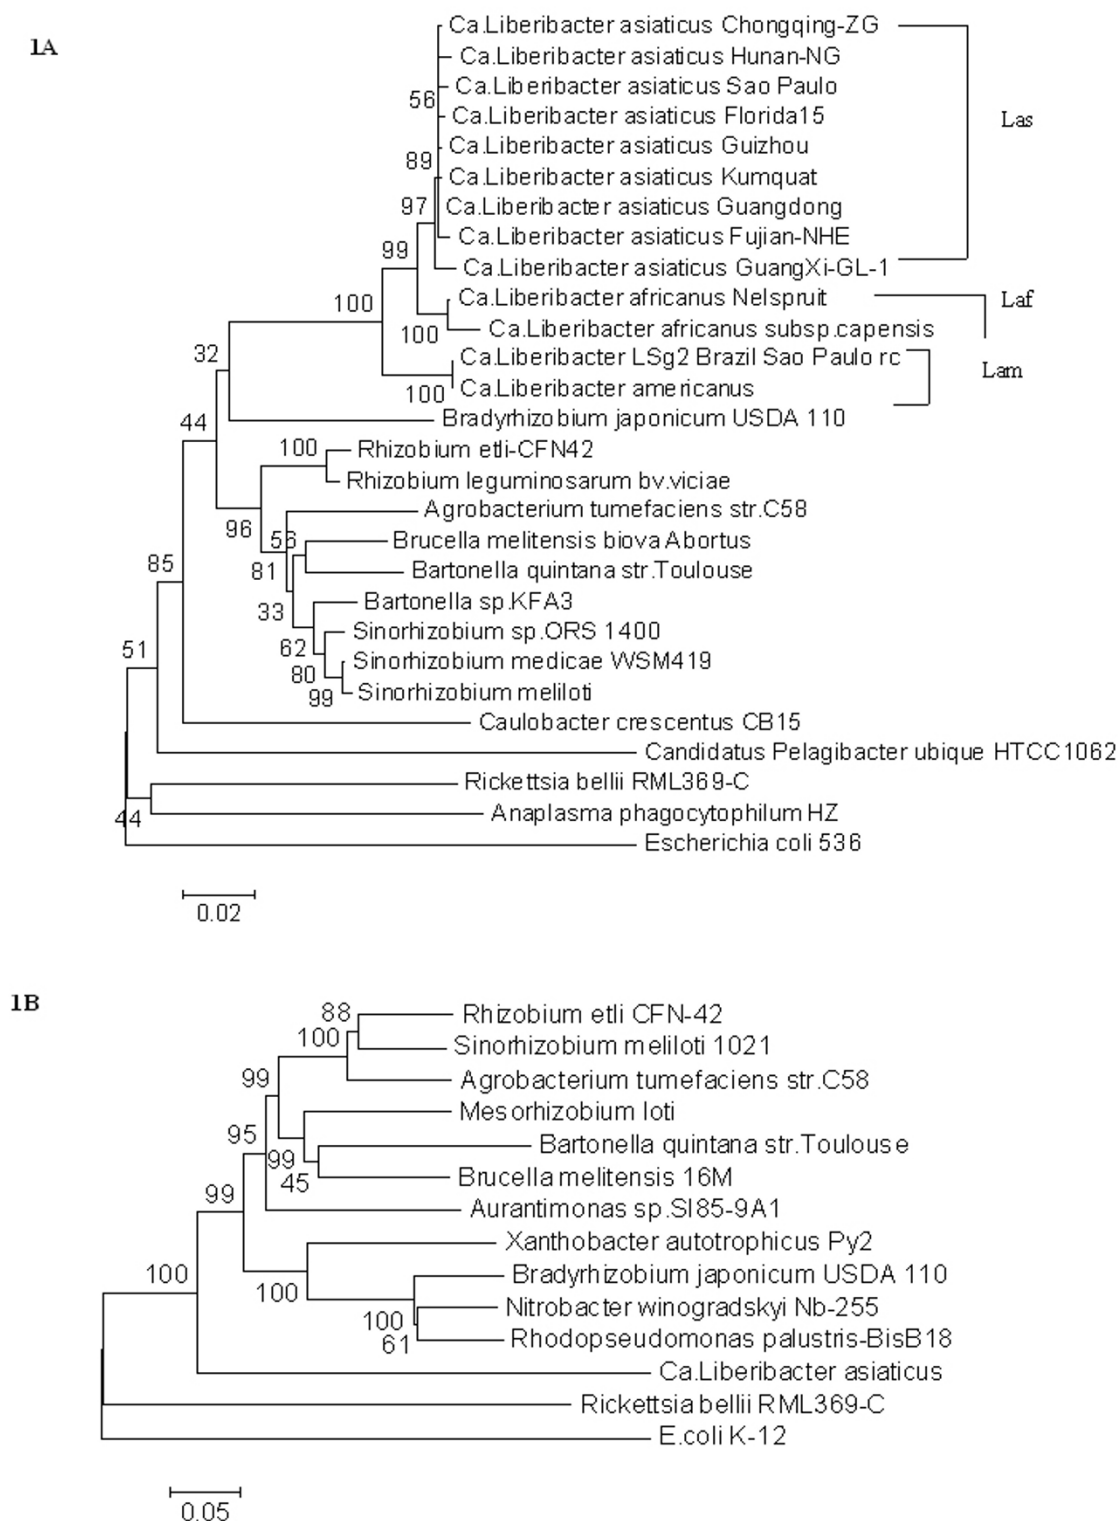 1A
Ca.Liberibacter asiaticus Chongqing-ZG
Ca.Liberibacter asiaticus Hunan-NG
Ca.Liberibacter asiaticus Sao Paulo
56
Ca.Liberibacter asiaticus Florida15
Las
Ca.Liberibacter asiaticus Guizhou
89
Ca.Liberibacter asiaticus Kumquat
97
Ca.Liberibacter asiaticus Guangdong
Ca.Liberibacter asiaticus Fujian-NHE
99
Ca.Liberibacter asiaticus GuangXi-GL-1
100
Ca.Liberibacter africanus Nelspruit
Laf
100
Ca.Liberibacter africanus subsp.capensis
32
Ca.Liberibacter LSg2 Brazil Sao Paulo rc
Lam
100
Ca.Liberibacter americanus
44
Bradyrhizobium japonicum USDA 110
100
Rhizobium etli-CFN42
Rhizobium leguminosarum bv.viciae
96
Agrobacterium tumefaciens str.C58
56
Brucella melitensis biova Abortus
85
81
Bartonella quintana str.Toulouse
33
Bartonella sp.KFA3
Sinorhizobium sp.ORS 1400
51
62
Sinorhizobium medicae WSM419
80
99
Sinorhizobium meliloti
Caulobacter crescentus CB15
Candidatus Pelagibacter ubique HTCC1062
Rickettsia bellii RML369-C
44
Anaplasma phagocytophilum HZ
Escherichia coli 536
0.02
1B
88
Rhizobium etli CFN-42
100
Sinorhizobium meliloti 1021
99
Agrobacterium tumefaciens str.C58
Mesorhizobium loti
95
Bartonella quintana str.Toulouse
99
45
Brucella melitensis 16M
99
Aurantimonas sp.SI85-9A1
Xanthobacter autotrophicus Py2
100
100
Bradyrhizobium japonicum USDA 110
Nitrobacter winogradskyi Nb-255
100
61
Rhodopseudomonas palustris-BisB18
Ca.Liberibacter asiaticus
Rickettsia bellii RML369-C
E.coli K-12
0.05